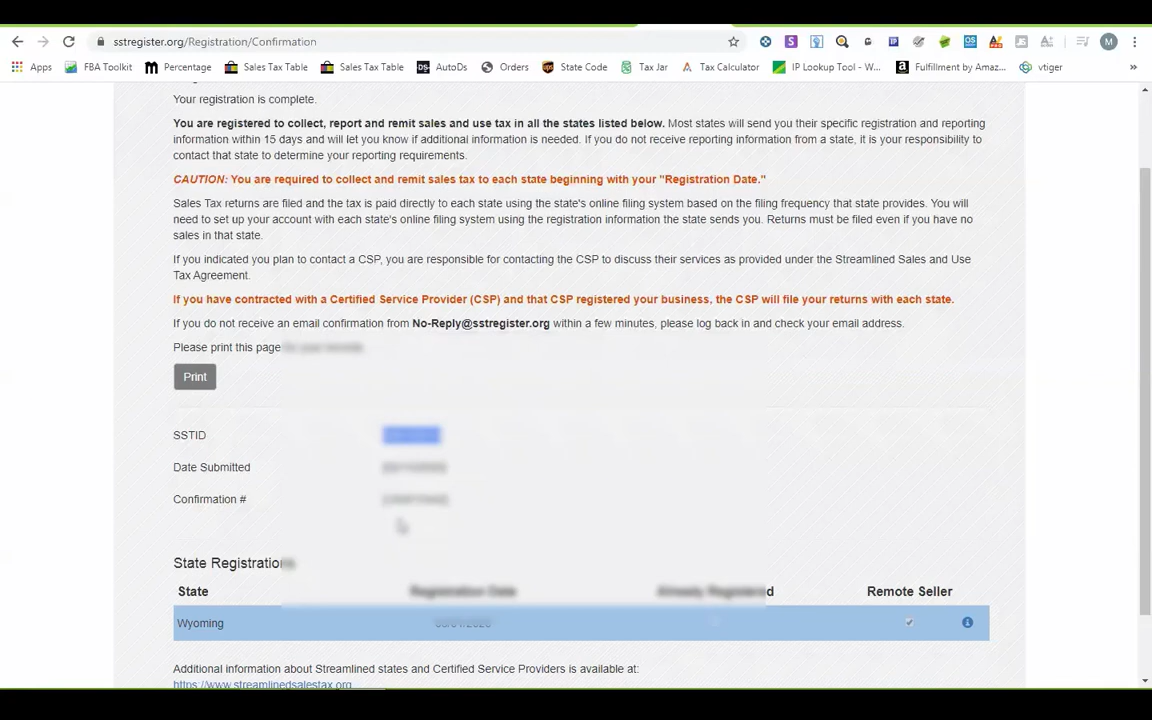 sstregister.org/Registration/Confirmation
M
Apps FBA Toolkit Percentage Sales Tax Table Sales Tax Table AutoDs Orders State Code Tax Jar Tax Calculator IP Lookup Tool - W... Fulfillment by Amaz... vtiger »
Your registration is complete.
You are registered to collect, report and remit sales and use tax in all the states listed below. Most states will send you their specific registration and reporting
information within 15 days and will let you know if additional information is needed. If you do not receive reporting information from a state, it is your responsibility to
contact that state to determine your reporting requirements.
CAUTION: You are required to collect and remit sales tax to each state beginning with your "Registration Date."
Sales Tax returns are filed and the tax is paid directly to each state using the state's online filing system based on the filing frequency that state provides. You will
need to set up your account with each state's online filing system using the registration information the state sends you. Returns must be filed even if you have no
sales in that state.
If you indicated you plan to contact a CSP, you are responsible for contacting the CSP to discuss their services as provided under the Streamlined Sales and Use
Tax Agreement.
If you have contracted with a Certified Service Provider (CSP) and that CSP registered your business, the CSP will file your returns with each state.
If you do not receive an email confirmation from No-Reply@sstregister.org within a few minutes, please log back in and check your email address.
Please print this page
Print
SSTID
Date Submitted
Confirmation #
State Registrations
State Registration Date Already Registered Remote Seller
Wyoming
Additional information about Streamlined states and Certified Service Providers is available at:
https://www.streamlinedsalestax.org